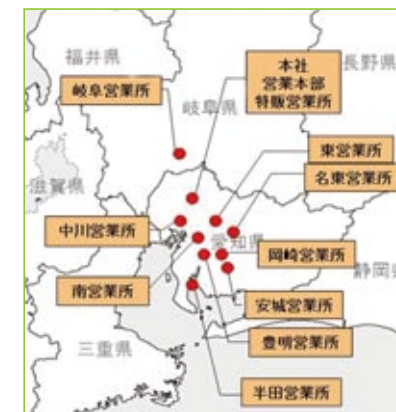 福井県
長野県
本社
営業本部
特販営業所
岐阜営業所
岐阜県
東営業所
名東営業所
滋賀県
中川営業所
愛知県
岡崎営業所
静岡
南営業所
安城営業所
豊明営業所
三重県
半田営業所